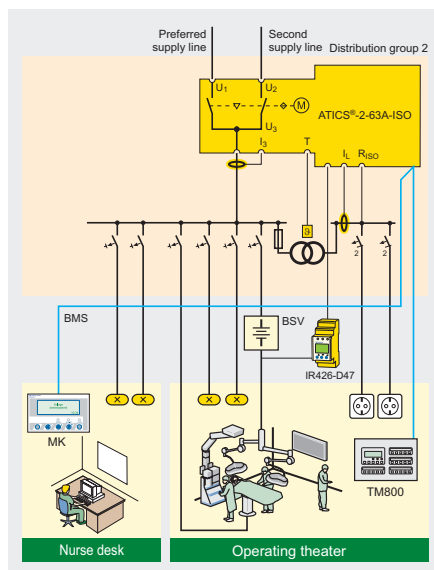 Preferred
supply line
Second
supply line
Distribution group 2
U1
U2
M
ATICS®-2-63A-ISO
U3
I3
T
IL
RISO
ϑ
2
2
BMS
BSV
IR426-D47
MK
TM800
Nurse desk
Operating theater